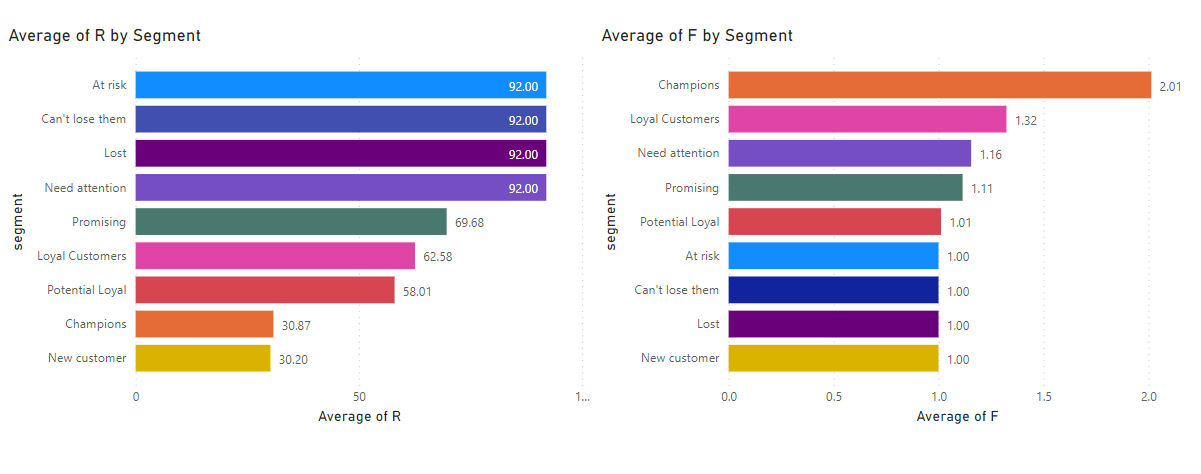 Average of R by Segment
segment
At risk 92.00
Can't lose them 92.00
Lost 92.00
Need attention 92.00
Promising 69.68
Loyal Customers 62.58
Potential Loyal 58.01
Champions 30.87
New customer 30.20
0 50 1...
Average of R
Average of F by Segment
segment
Champions 2.01
Loyal Customers 1.32
Need attention 1.16
Promising 1.11
Potential Loyal 1.01
At risk 1.00
Can't lose them 1.00
Lost 1.00
New customer 1.00
0.0 0.5 1.0 1.5 2.0
Average of F